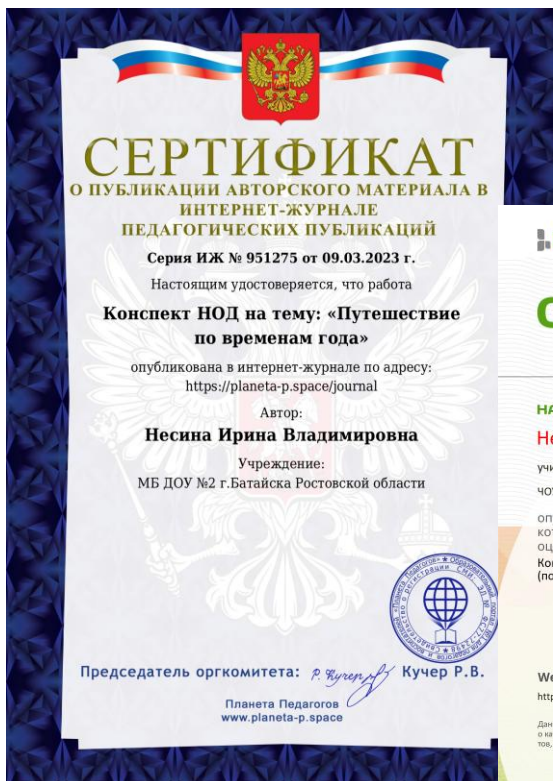 СЕРТИФИКАТ
О ПУБЛИКАЦИИ АВТОРСКОГО МАТЕРИАЛА В
ИНТЕРНЕТ-ЖУРНАЛЕ
ПЕДАГОГИЧЕСКИХ ПУБЛИКАЦИЙ
Серия ИЖ № 951275 от 09.03.2023 г.
Настоящим удостоверяется, что работа
Конспект НОД на тему: «Путешествие
по временам года»
опубликована в интернет-журнале по адресу:
https://planeta-p.space/journal
Автор:
Несина Ирина Владимировна
Учреждение:
МБ ДОУ №2 г.Батайска Ростовской области
Председатель оргкомитета: Р. Кучер Кучер Р.В.
Планета Педагогов
www.planeta-p.space